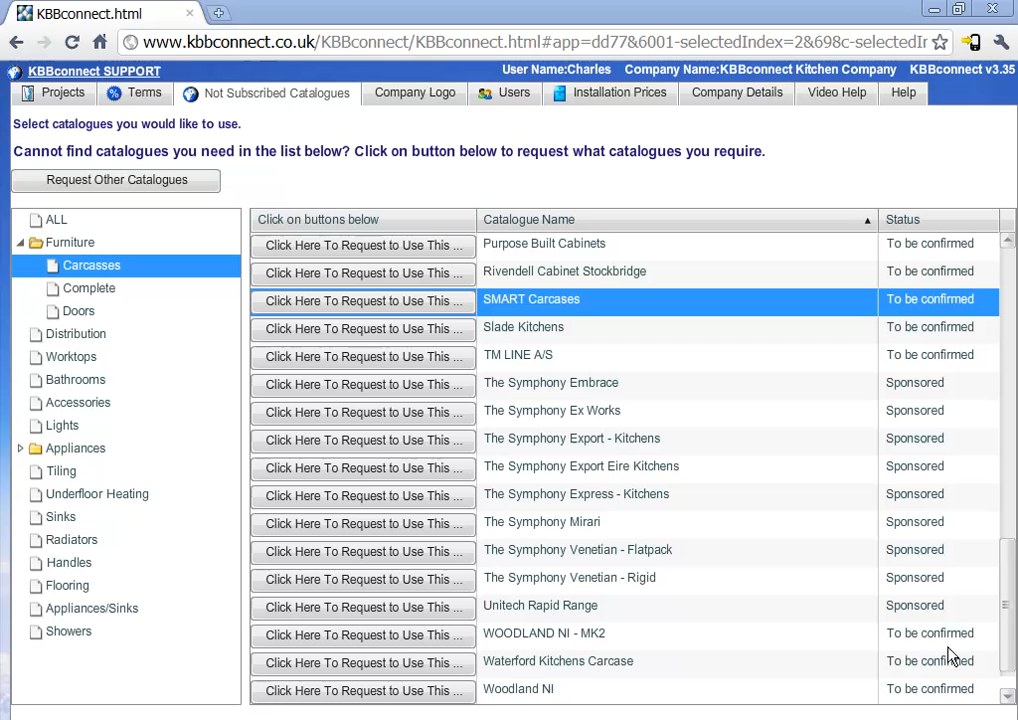 KBBconnect.html
www.kbbconnect.co.uk/KBBconnect/KBBconnect.html#app=dd77&6001-selectedIndex=2&698c-selectedIr
KBBconnect SUPPORT User Name:Charles Company Name:KBBconnect Kitchen Company KBBconnect v3.35
Projects Terms Not Subscribed Catalogues Company Logo Users Installation Prices Company Details Video Help Help
Select catalogues you would like to use.
Cannot find catalogues you need in the list below? Click on button below to request what catalogues you require.
Request Other Catalogues
ALL
Furniture
Carcasses
Complete
Doors
Distribution
Worktops
Bathrooms
Accessories
Lights
Appliances
Tiling
Underfloor Heating
Sinks
Radiators
Handles
Flooring
Appliances/Sinks
Showers
Click on buttons below Catalogue Name Status
Click Here To Request to Use This ... Purpose Built Cabinets To be confirmed
Click Here To Request to Use This ... Rivendell Cabinet Stockbridge To be confirmed
Click Here To Request to Use This ... SMART Carcases To be confirmed
Click Here To Request to Use This ... Slade Kitchens To be confirmed
Click Here To Request to Use This ... TM LINE A/S To be confirmed
Click Here To Request to Use This ... The Symphony Embrace Sponsored
Click Here To Request to Use This ... The Symphony Ex Works Sponsored
Click Here To Request to Use This ... The Symphony Export - Kitchens Sponsored
Click Here To Request to Use This ... The Symphony Export Eire Kitchens Sponsored
Click Here To Request to Use This ... The Symphony Express - Kitchens Sponsored
Click Here To Request to Use This ... The Symphony Mirari Sponsored
Click Here To Request to Use This ... The Symphony Venetian - Flatpack Sponsored
Click Here To Request to Use This ... The Symphony Venetian - Rigid Sponsored
Click Here To Request to Use This ... Unitech Rapid Range Sponsored
Click Here To Request to Use This ... WOODLAND NI - MK2 To be confirmed
Click Here To Request to Use This ... Waterford Kitchens Carcase To be confirmed
Click Here To Request to Use This ... Woodland NI To be confirmed